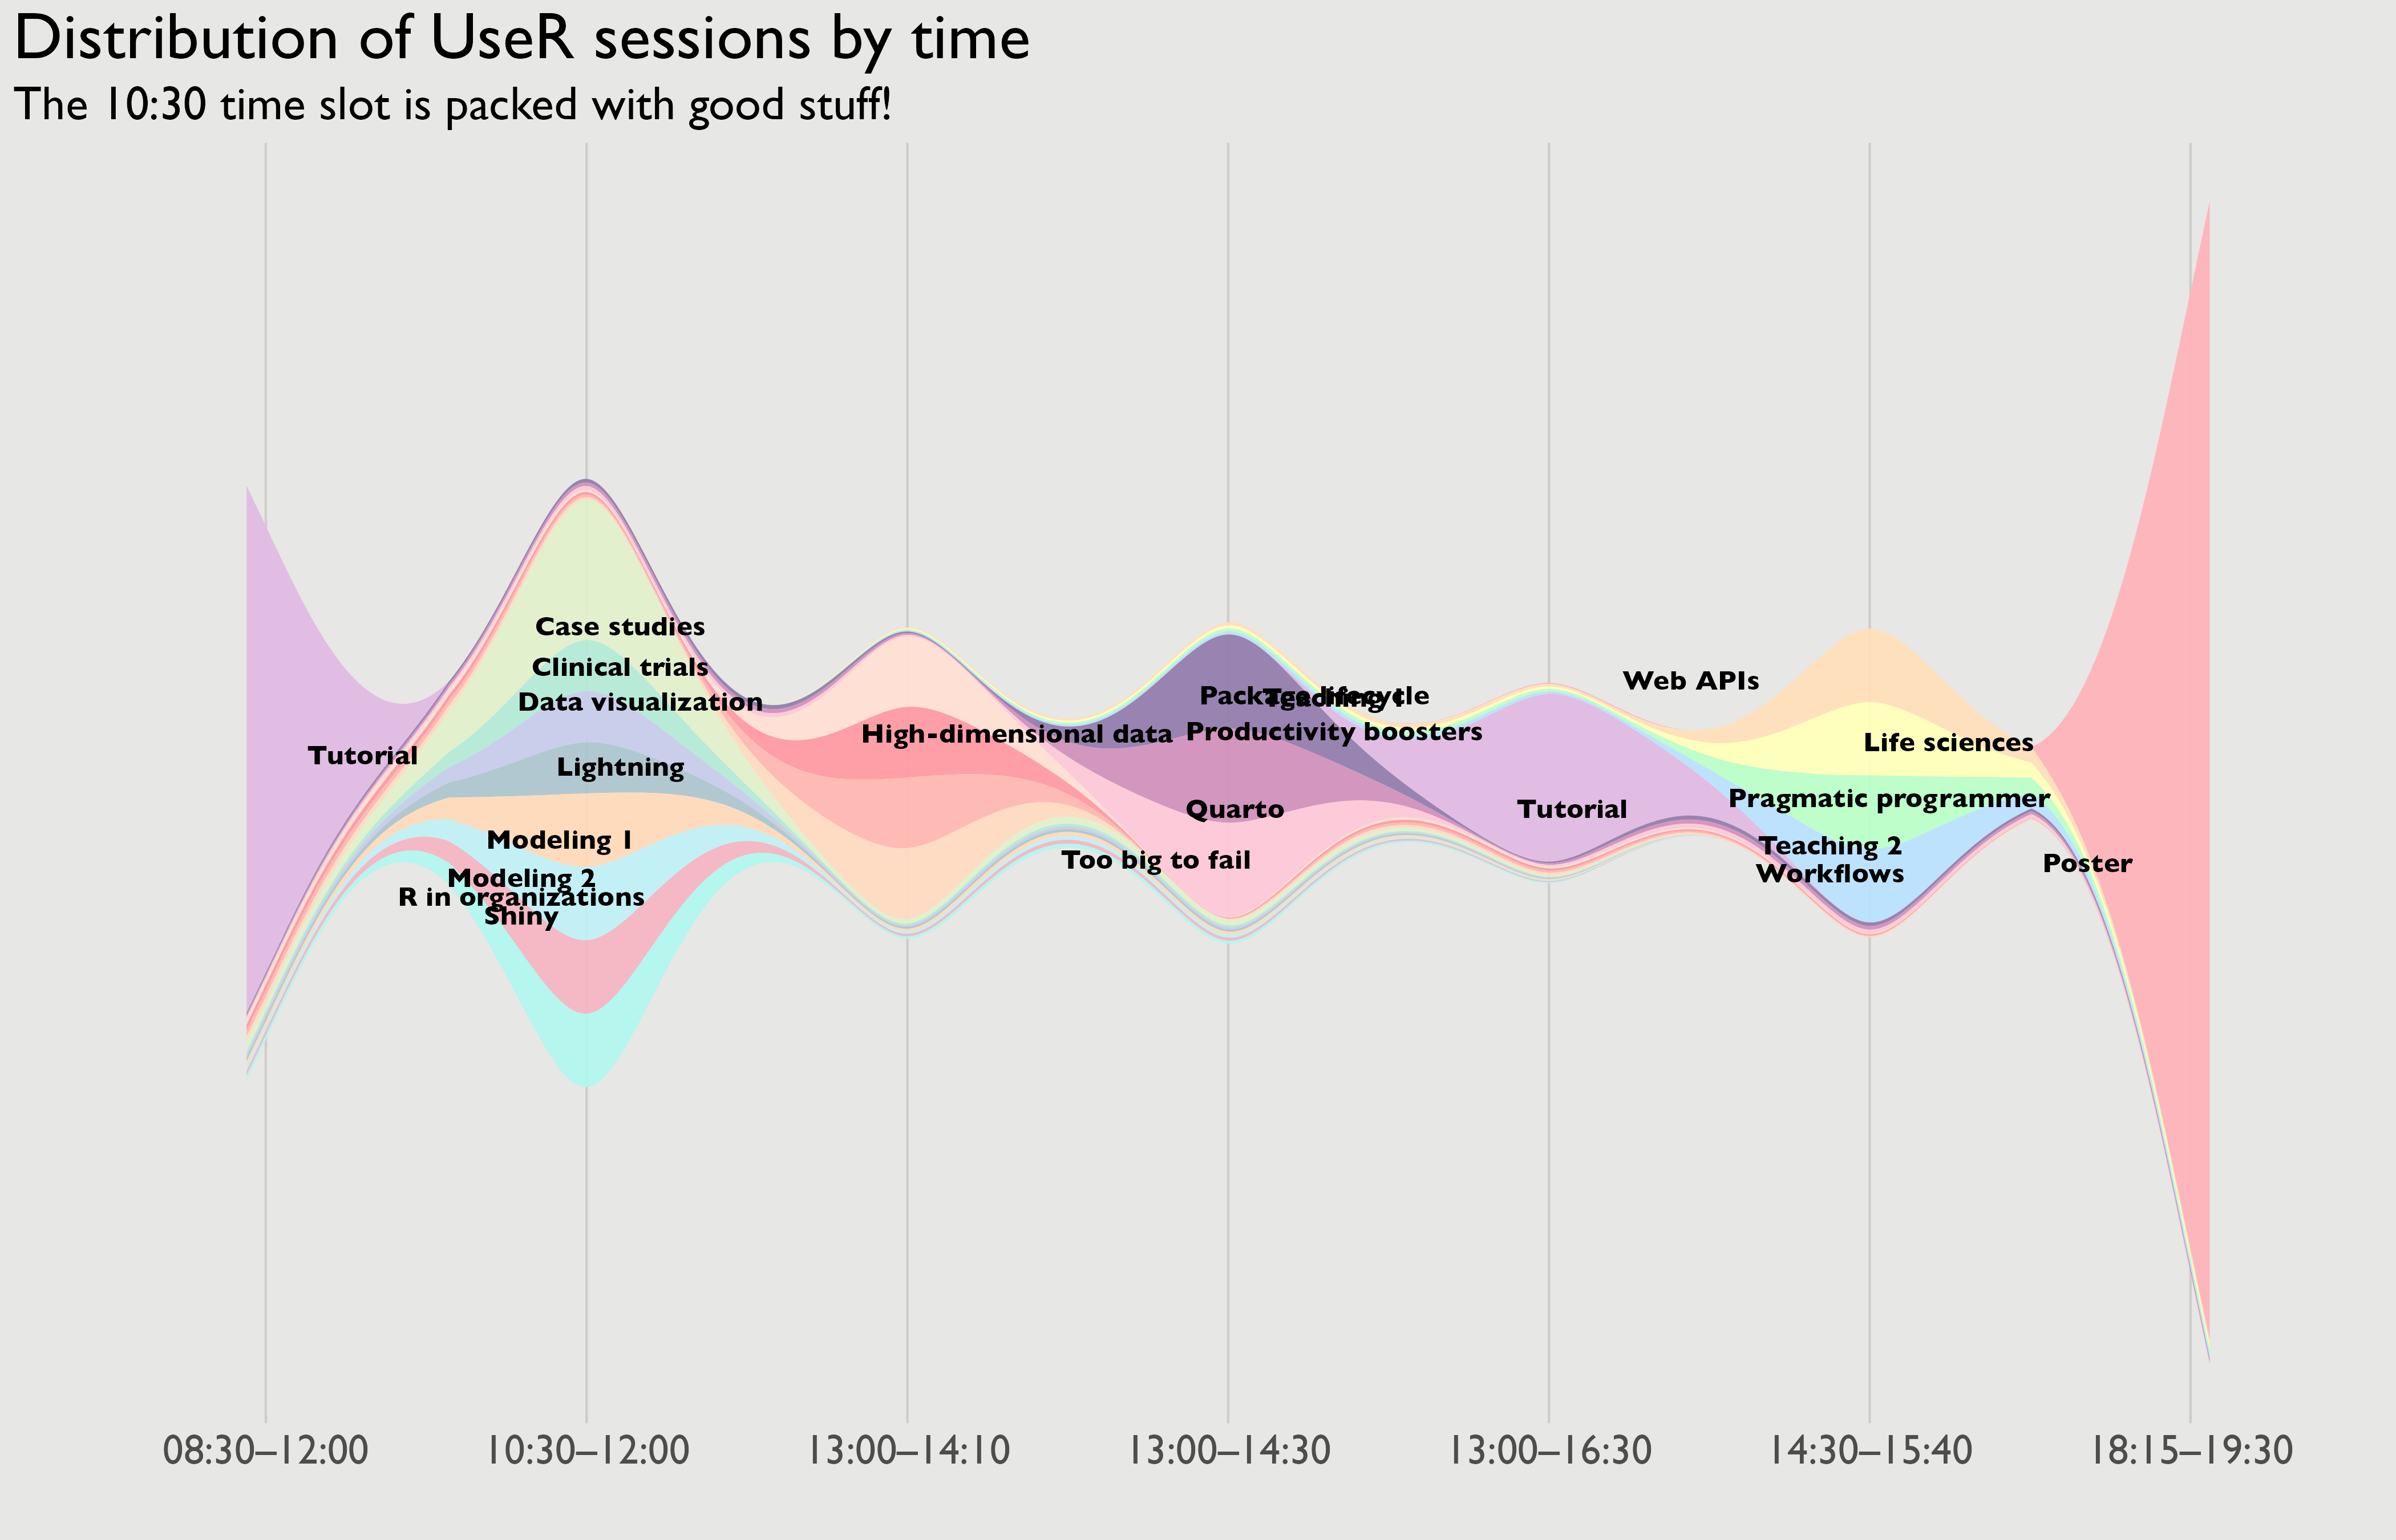 Distribution of UseR sessions by time
The 10:30 time slot is packed with good stuff!
Case studies
Clinical trials
Web APIs
Package lifecycle
Teaching 1
Data visualization
Productivity boosters
High-dimensional data
Life sciences
Tutorial
Lightning
Pragmatic programmer
Quarto
Tutorial
Modeling 1
Teaching 2
Too big to fail
Poster
Workflows
Modeling 2
R in organizations
Shiny
08:30–12:00
10:30–12:00
13:00–14:10
13:00–14:30
13:00–16:30
14:30–15:40
18:15–19:30